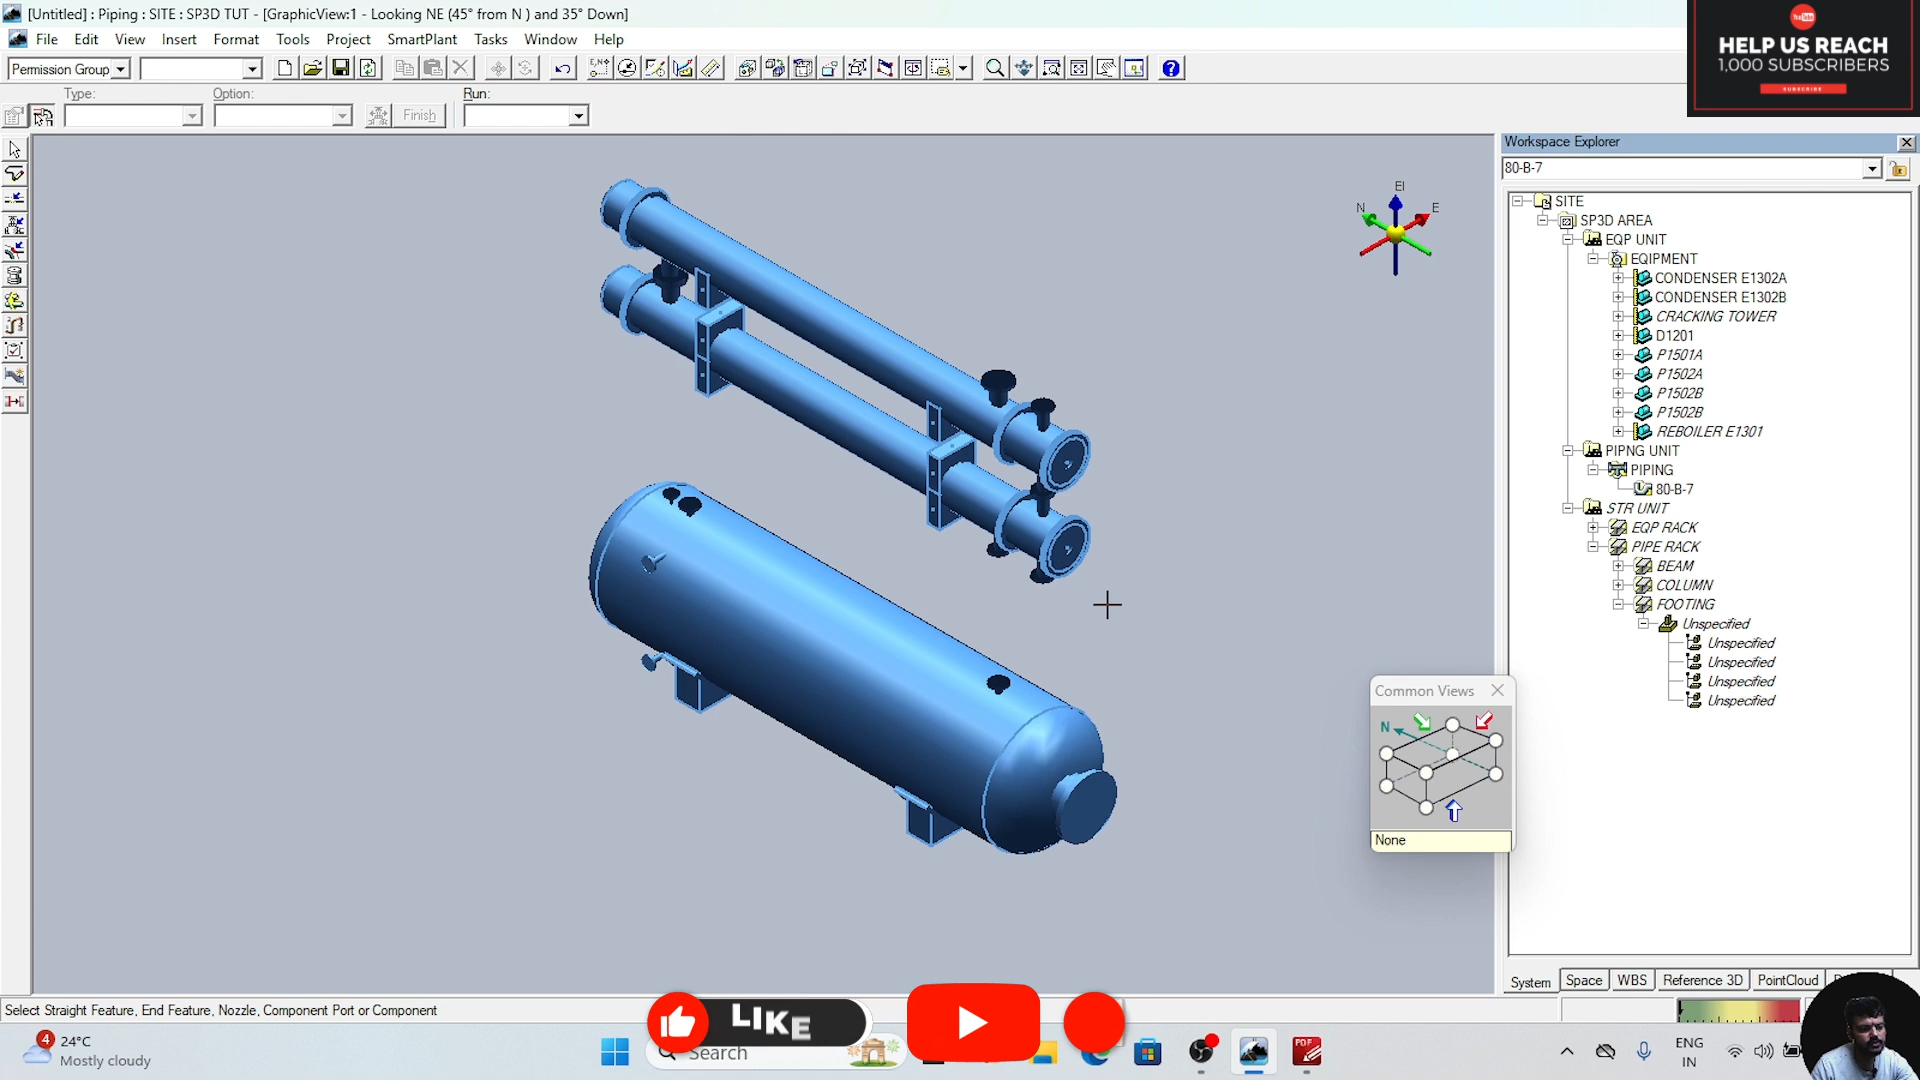 [Untitled] : Piping : SITE : SP3D TUT - [GraphicView:1 - Looking NE (45° from N ) and 35° Down]
File Edit View Insert Format Tools Project SmartPlant Tasks Window Help
Permission Group
Type: Option: Run:
Finish
HELP US REACH
1,000 SUBSCRIBERS
SUBSCRIBE
Workspace Explorer
80-B-7
SITE
SP3D AREA
EQP UNIT
EQIPMENT
CONDENSER E1302A
CONDENSER E1302B
CRACKING TOWER
D1201
P1501A
P1502A
P1502B
P1502B
REBOILER E1301
PIPNG UNIT
PIPING
80-B-7
STR UNIT
EQP RACK
PIPE RACK
BEAM
COLUMN
FOOTING
Unspecified
Unspecified
Unspecified
Unspecified
Unspecified
El
N E
Common Views
N
None
System Space WBS Reference 3D PointCloud
Select Straight Feature, End Feature, Nozzle, Component Port or Component
LIKE
4
24°C
Mostly cloudy
Search
PDF
ENG
IN